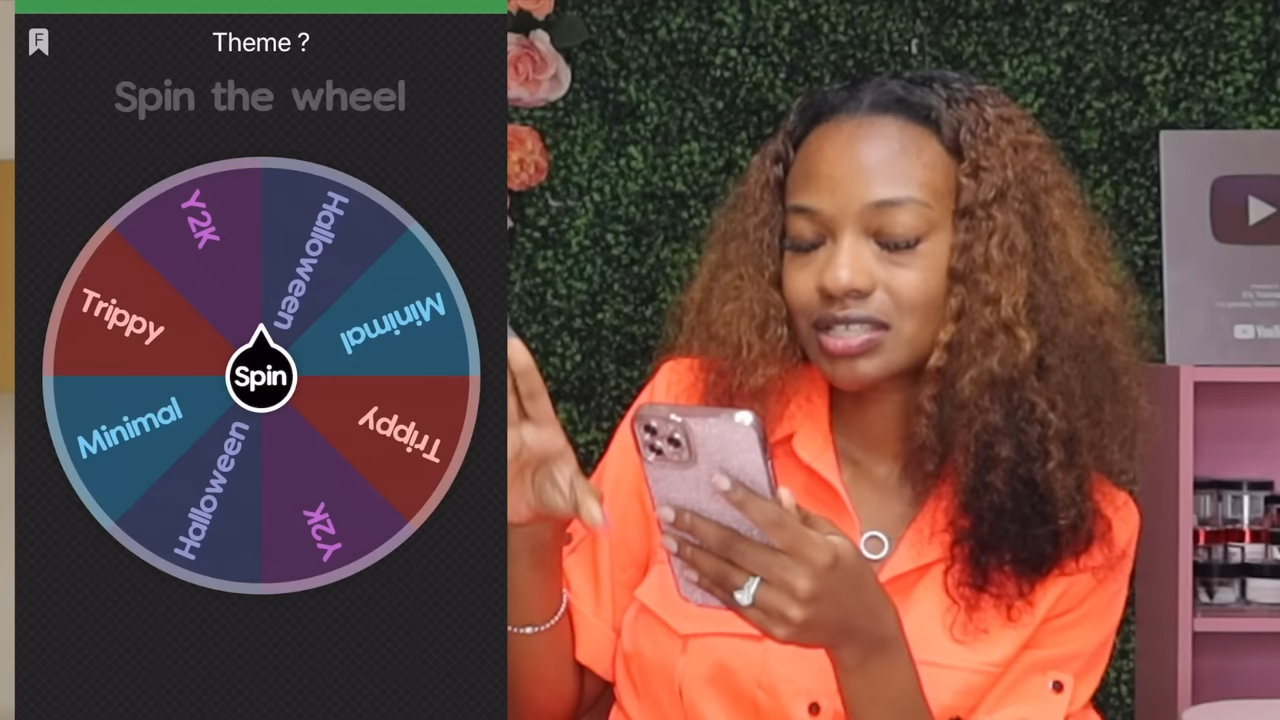 F
Theme ?
Spin the wheel
Y2K
Halloween
Trippy
Minimal
Spin
Minimal
Trippy
Halloween
Y2K